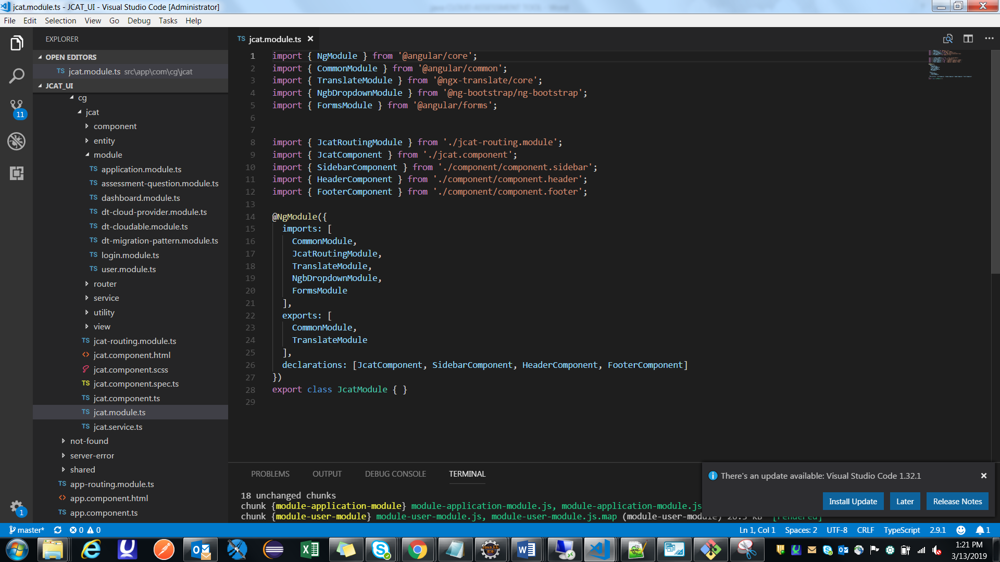 jcat.module.ts - JCAT_UI - Visual Studio Code [Administrator]
File Edit Selection View Go Debug Tasks Help
EXPLORER
OPEN EDITORS
TS jcat.module.ts src\app\com\cg\jcat
JCAT_UI
cg
jcat
component
entity
module
TS application.module.ts
TS assessment-question.module.ts
TS dashboard.module.ts
TS dt-cloud-provider.module.ts
TS dt-cloudable.module.ts
TS dt-migration-pattern.module.ts
TS login.module.ts
TS user.module.ts
router
service
utility
view
TS jcat-routing.module.ts
<> jcat.component.html
jcat.component.scss
TS jcat.component.spec.ts
TS jcat.component.ts
TS jcat.module.ts
TS jcat.service.ts
not-found
server-error
shared
TS app-routing.module.ts
<> app.component.html
TS app.component.ts
11
1
TS jcat.module.ts
1 import { NgModule } from '@angular/core';
2 import { CommonModule } from '@angular/common';
3 import { TranslateModule } from '@ngx-translate/core';
4 import { NgbDropdownModule } from '@ng-bootstrap/ng-bootstrap';
5 import { FormsModule } from '@angular/forms';
6
7
8 import { JcatRoutingModule } from './jcat-routing.module';
9 import { JcatComponent } from './jcat.component';
10 import { SidebarComponent } from './component/component.sidebar';
11 import { HeaderComponent } from './component/component.header';
12 import { FooterComponent } from './component/component.footer';
13
14 @NgModule({
15 imports: [
16 CommonModule,
17 JcatRoutingModule,
18 TranslateModule,
19 NgbDropdownModule,
20 FormsModule
21 ],
22 exports: [
23 CommonModule,
24 TranslateModule
25 ],
26 declarations: [JcatComponent, SidebarComponent, HeaderComponent, FooterComponent]
27 })
28 export class JcatModule { }
29
PROBLEMS OUTPUT DEBUG CONSOLE TERMINAL
18 unchanged chunks
chunk {module-application-module} module-application-module.js, module-application-module.js
chunk {module-user-module} module-user-module.js, module-user-module.js.map (module-user-module) 26.5 kB [rendered]
There's an update available: Visual Studio Code 1.32.1
Install Update Later Release Notes
master* 0 0 Ln 1, Col 1 Spaces: 2 UTF-8 CRLF TypeScript 2.9.1 1
Java EE
IDE
1:21 PM
3/13/2019